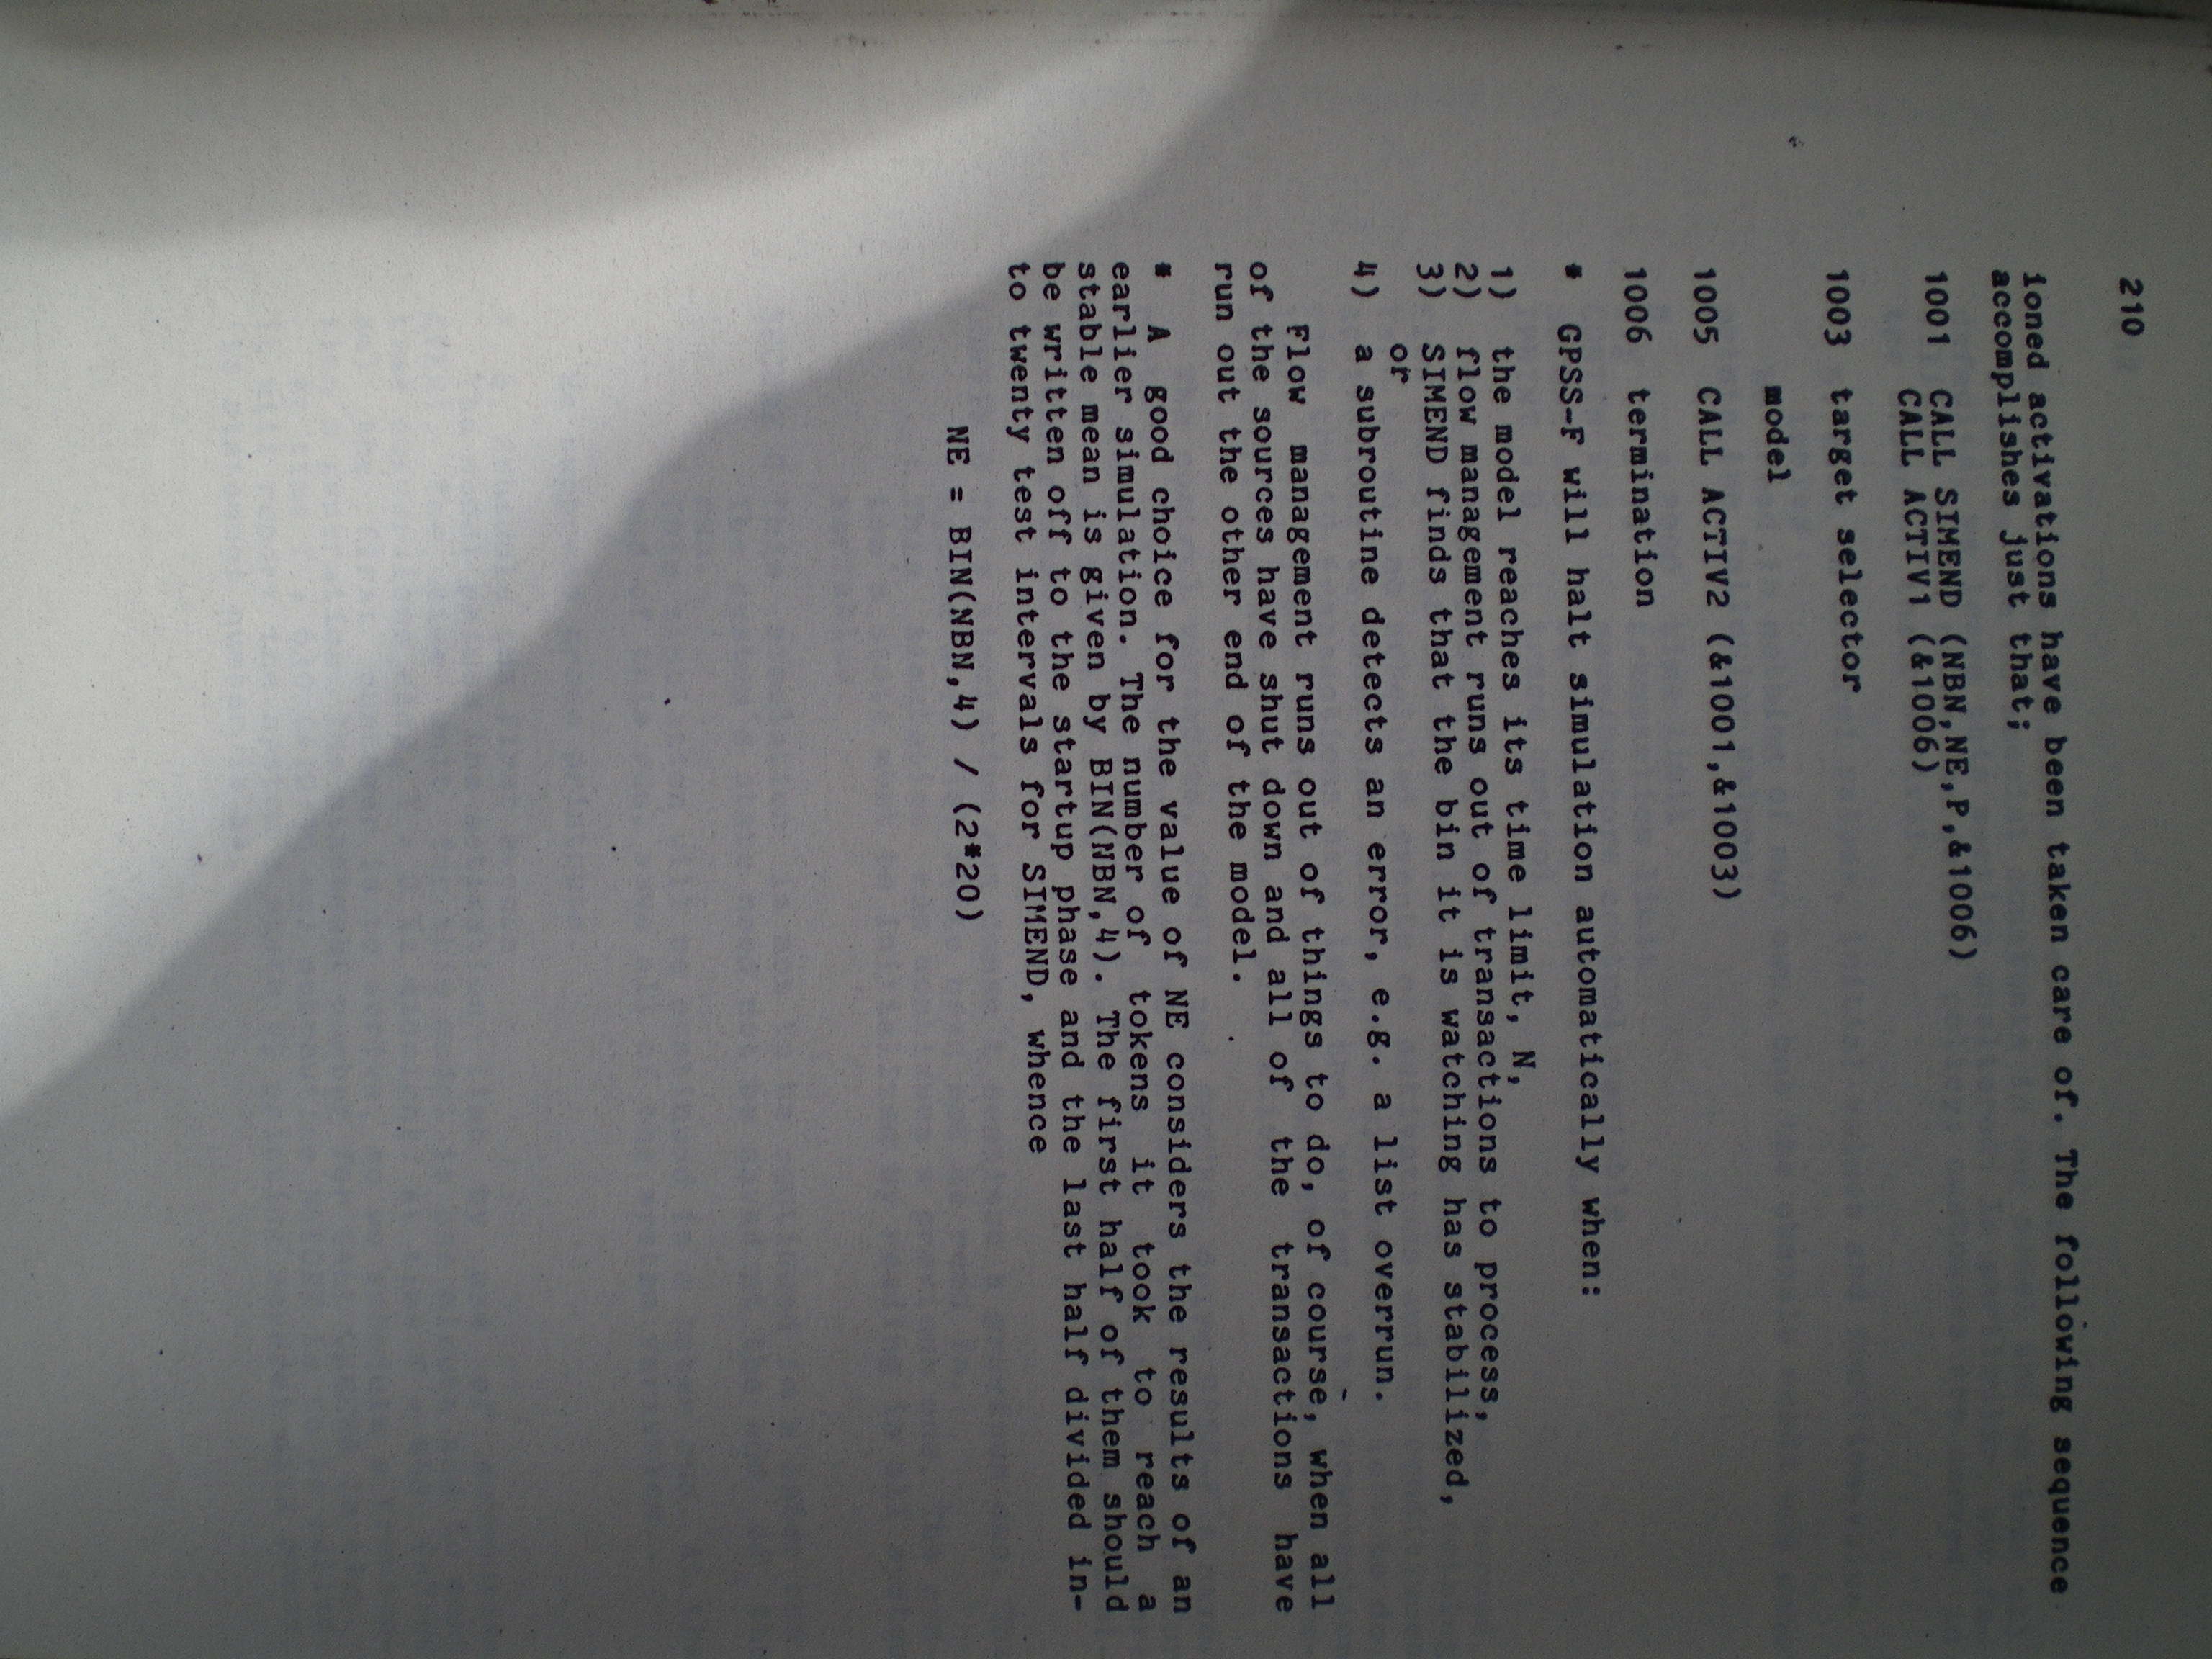 210
ioned activations have been taken care of. The following sequence
accomplishes just that;
1001 CALL SIMEND (NBN,NE,P,&1006)
CALL ACTIV1 (&1006)
1003 target selector
model
1005 CALL ACTIV2 (&1001,&1003)
1006 termination
* GPSS-F will halt simulation automatically when:
1) the model reaches its time limit, N,
2) flow management runs out of transactions to process,
3) SIMEND finds that the bin it is watching has stabilized,
or
4) a subroutine detects an error, e.g. a list overrun.
Flow management runs out of things to do, of course, when all
of the sources have shut down and all of the transactions have
run out the other end of the model.
* A good choice for the value of NE considers the results of an
earlier simulation. The number of tokens it took to reach a
stable mean is given by BIN(NBN,4). The first half of them should
be written off to the startup phase and the last half divided in-
to twenty test intervals for SIMEND, whence
NE = BIN(NBN,4) / (2*20)